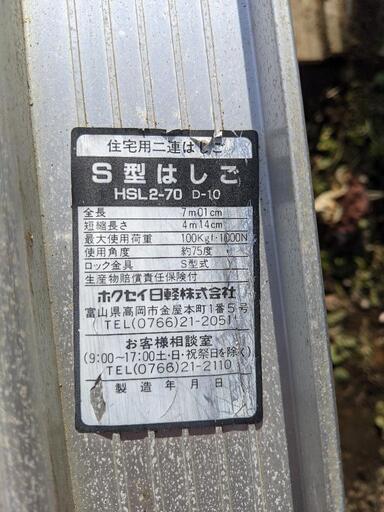 住宅用二連はしご
S型はしご
HSL2-70 D-10
全長 7m01cm
短縮長さ 4m14cm
最大使用荷重 100Kgf・1000N
使用角度 約75度
ロック金具 S型式
生産物賠償責任保険付
ホクセイ日軽株式会社
富山県高岡市金屋本町1番5号
TEL(0766)21-2051
お客様相談室
(9:00〜17:00土・日・祝祭日を除く)
TEL(0766)21-2110
製造 年 月 日